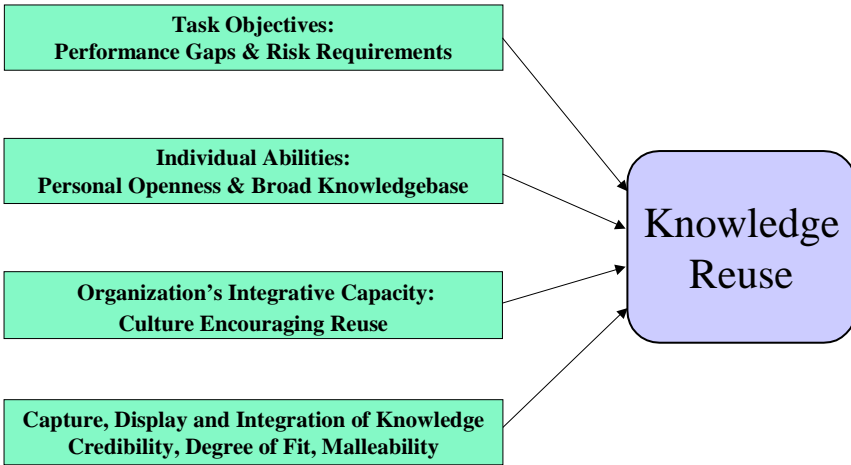 Task Objectives:
Performance Gaps & Risk Requirements
Individual Abilities:
Personal Openness & Broad Knowledgebase
Organization’s Integrative Capacity:
Culture Encouraging Reuse
Capture, Display and Integration of Knowledge
Credibility, Degree of Fit, Malleability
Knowledge
Reuse